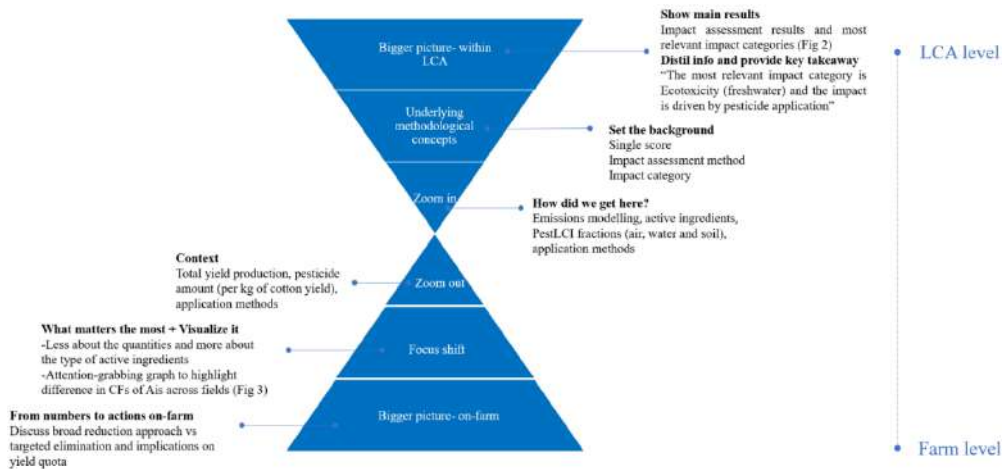 Show main results
Impact assessment results and most
relevant impact categories (Fig 2)
Distil info and provide key takeaway
“The most relevant impact category is
Ecotoxicity (freshwater) and the impact
is driven by pesticide application”
LCA level
Bigger picture- within
LCA
Underlying
methodological
concepts
Set the background
Single score
Impact assessment method
Impact category
Zoom in
How did we get here?
Emissions modelling, active ingredients,
PestLCI fractions (air, water and soil),
application methods
Context
Total yield production, pesticide
amount (per kg of cotton yield),
application methods
Zoom out
What matters the most + Visualize it
-Less about the quantities and more about
the type of active ingredients
-Attention-grabbing graph to highlight
difference in CFs of Ais across fields (Fig 3)
Focus shift
From numbers to actions on-farm
Discuss broad reduction approach vs
targeted elimination and implications on
yield quota
Bigger picture- on-farm
Farm level